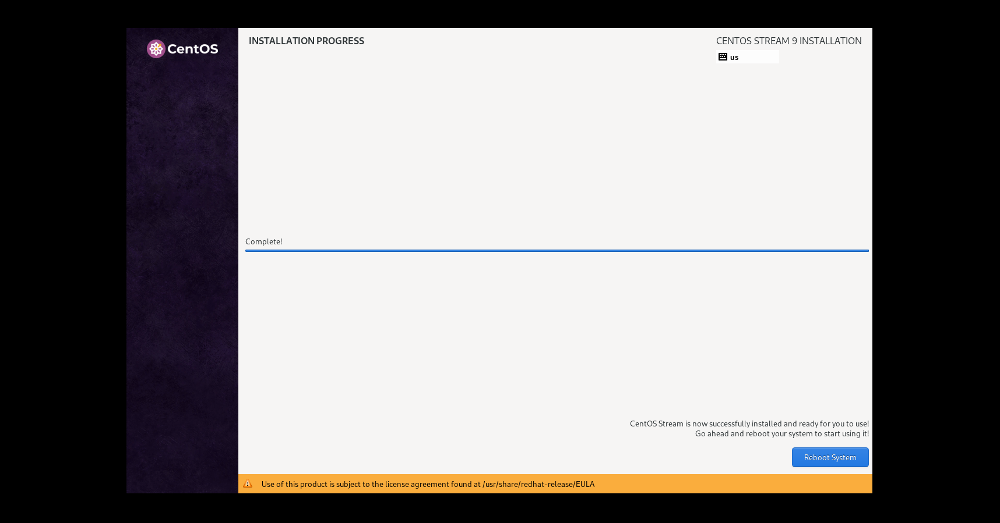 CentOS
INSTALLATION PROGRESS
CENTOS STREAM 9 INSTALLATION
us
Complete!
CentOS Stream is now successfully installed and ready for you to use!
Go ahead and reboot your system to start using it!
Reboot System
Use of this product is subject to the license agreement found at /usr/share/redhat-release/EULA